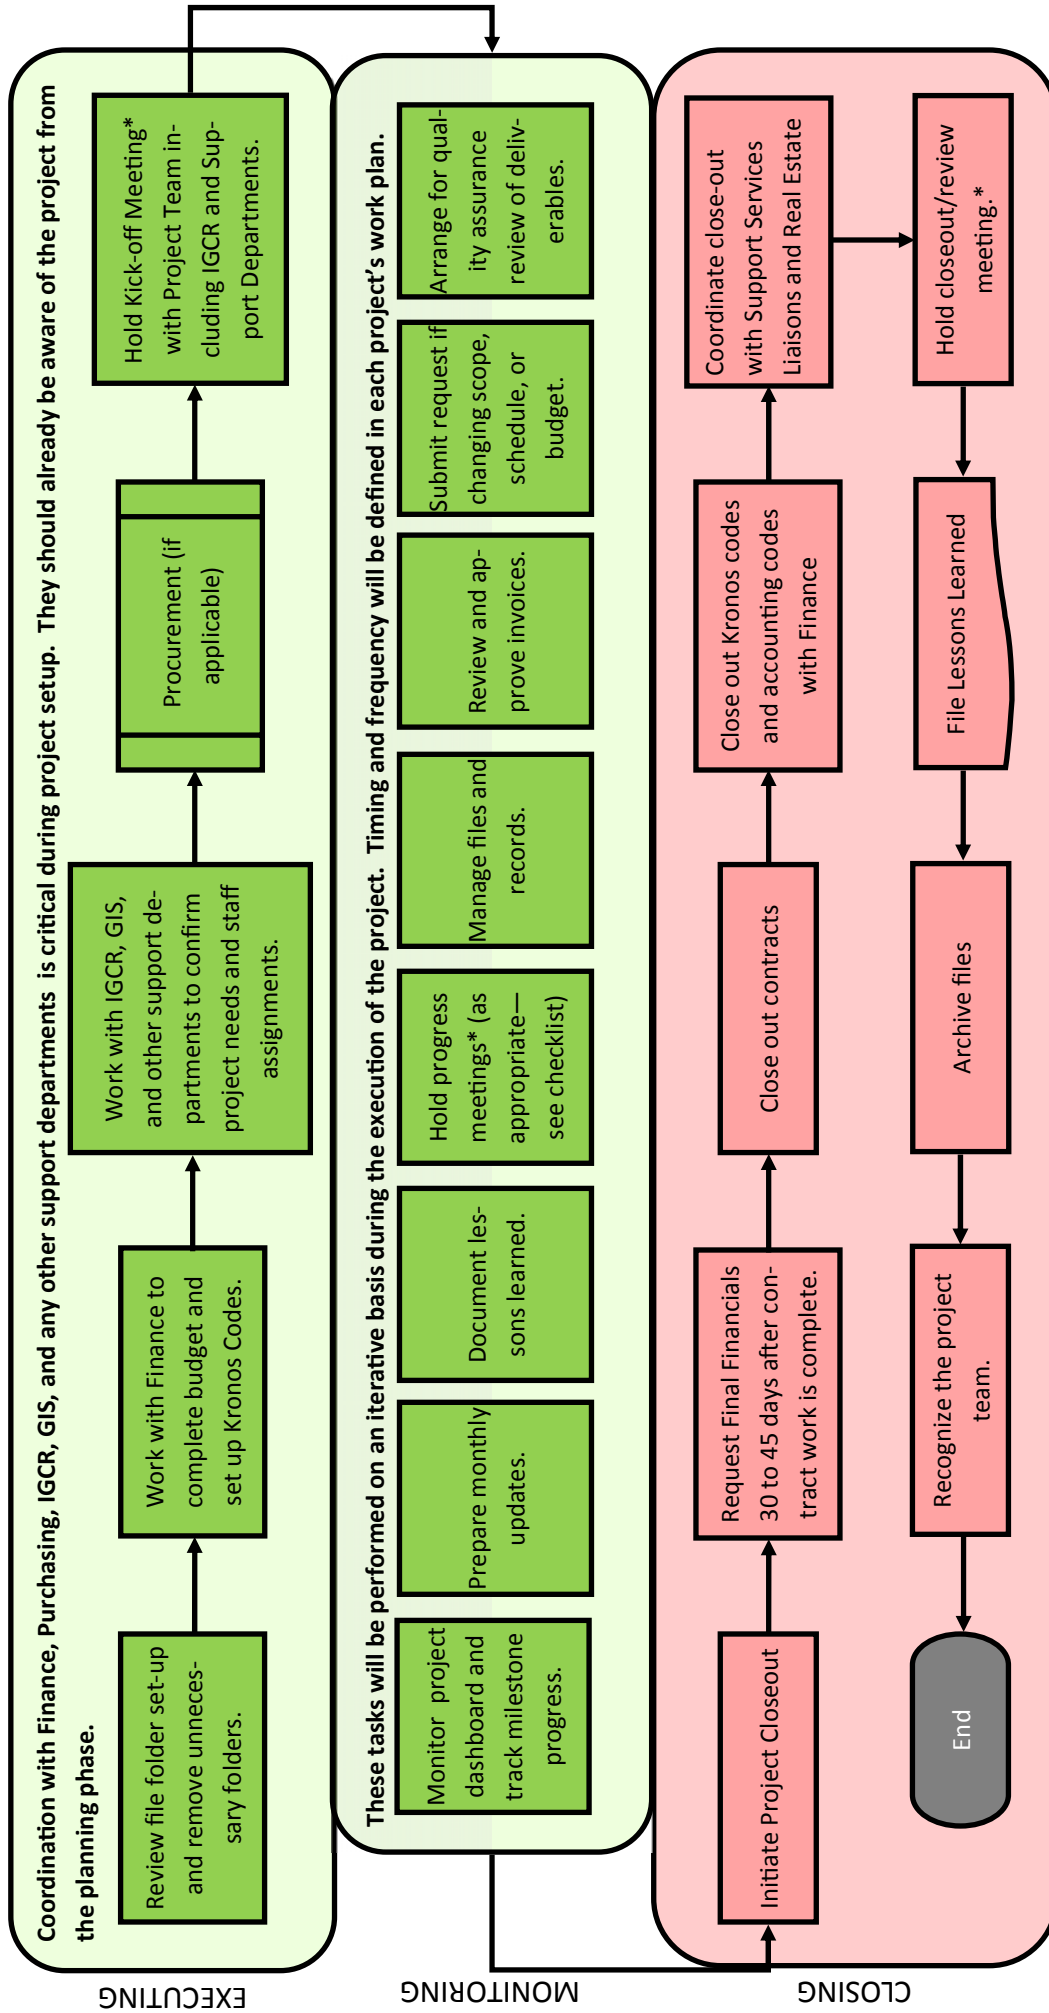 EXECUTING
Coordination with Finance, Purchasing, IGCR, GIS, and any other support departments is critical during project setup. They should already be aware of the project from
the planning phase.
Review file folder set-up
and remove unneces-
sary folders.
Work with Finance to
complete budget and
set up Kronos Codes.
Work with IGCR, GIS,
and other support de-
partments to confirm
project needs and staff
assignments.
Procurement (if
applicable)
Hold Kick-off Meeting*
with Project Team in-
cluding IGCR and Sup-
port Departments.
MONITORING
These tasks will be performed on an iterative basis during the execution of the project. Timing and frequency will be defined in each project's work plan.
Monitor project
dashboard and
track milestone
progress.
Prepare monthly
updates.
Document les-
sons learned.
Hold progress
meetings* (as
appropriate—
see checklist)
Manage files and
records.
Review and ap-
prove invoices.
Submit request if
changing scope,
schedule, or
budget.
Arrange for qual-
ity assurance
review of deliv-
erables.
CLOSING
Initiate Project Closeout
Request Final Financials
30 to 45 days after con-
tract work is complete.
Close out contracts
Close out Kronos codes
and accounting codes
with Finance
Coordinate close-out
with Support Services
Liaisons and Real Estate
Hold closeout/review
meeting.*
File Lessons Learned
Archive files
Recognize the project
team.
End